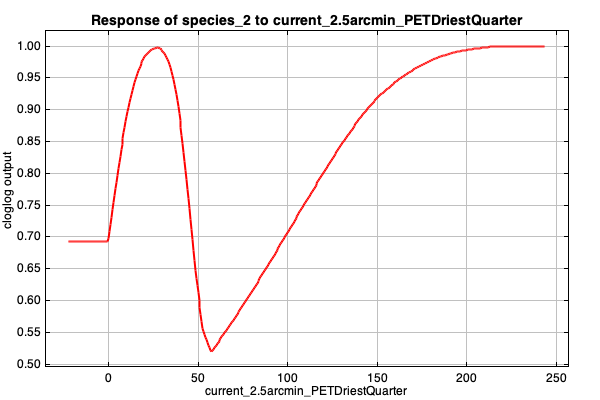 Response of species_2 to current_2.5arcmin_PETDriestQuarter
cloglog output
1.00
0.95
0.90
0.85
0.80
0.75
0.70
0.65
0.60
0.55
0.50
0 50 100 150 200 250
current_2.5arcmin_PETDriestQuarter